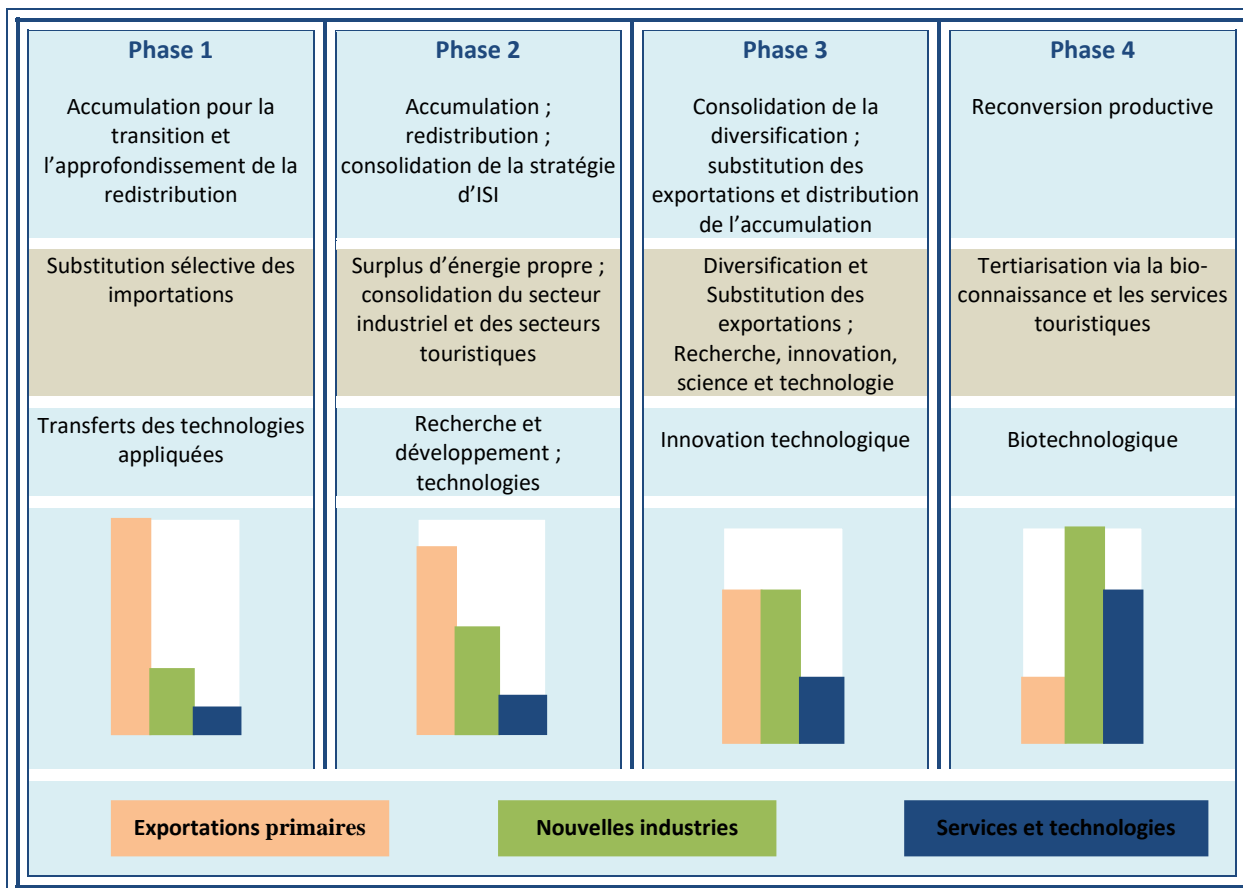 Phase 1
Accumulation pour la
transition et
l’approfondissement de la
redistribution
Substitution sélective des
importations
Transferts des technologies
appliquées
Phase 2
Accumulation ;
redistribution ;
consolidation de la stratégie
d’ISI
Surplus d’énergie propre ;
consolidation du secteur
industriel et des secteurs
touristiques
Recherche et
développement ;
technologies
Phase 3
Consolidation de la
diversification ;
substitution des
exportations et distribution
de l’accumulation
Diversification et
Substitution des
exportations ;
Recherche, innovation,
science et technologie
Innovation technologique
Phase 4
Reconversion productive
Tertiarisation via la bio-
connaissance et les services
touristiques
Biotechnologique
Exportations primaires
Nouvelles industries
Services et technologies